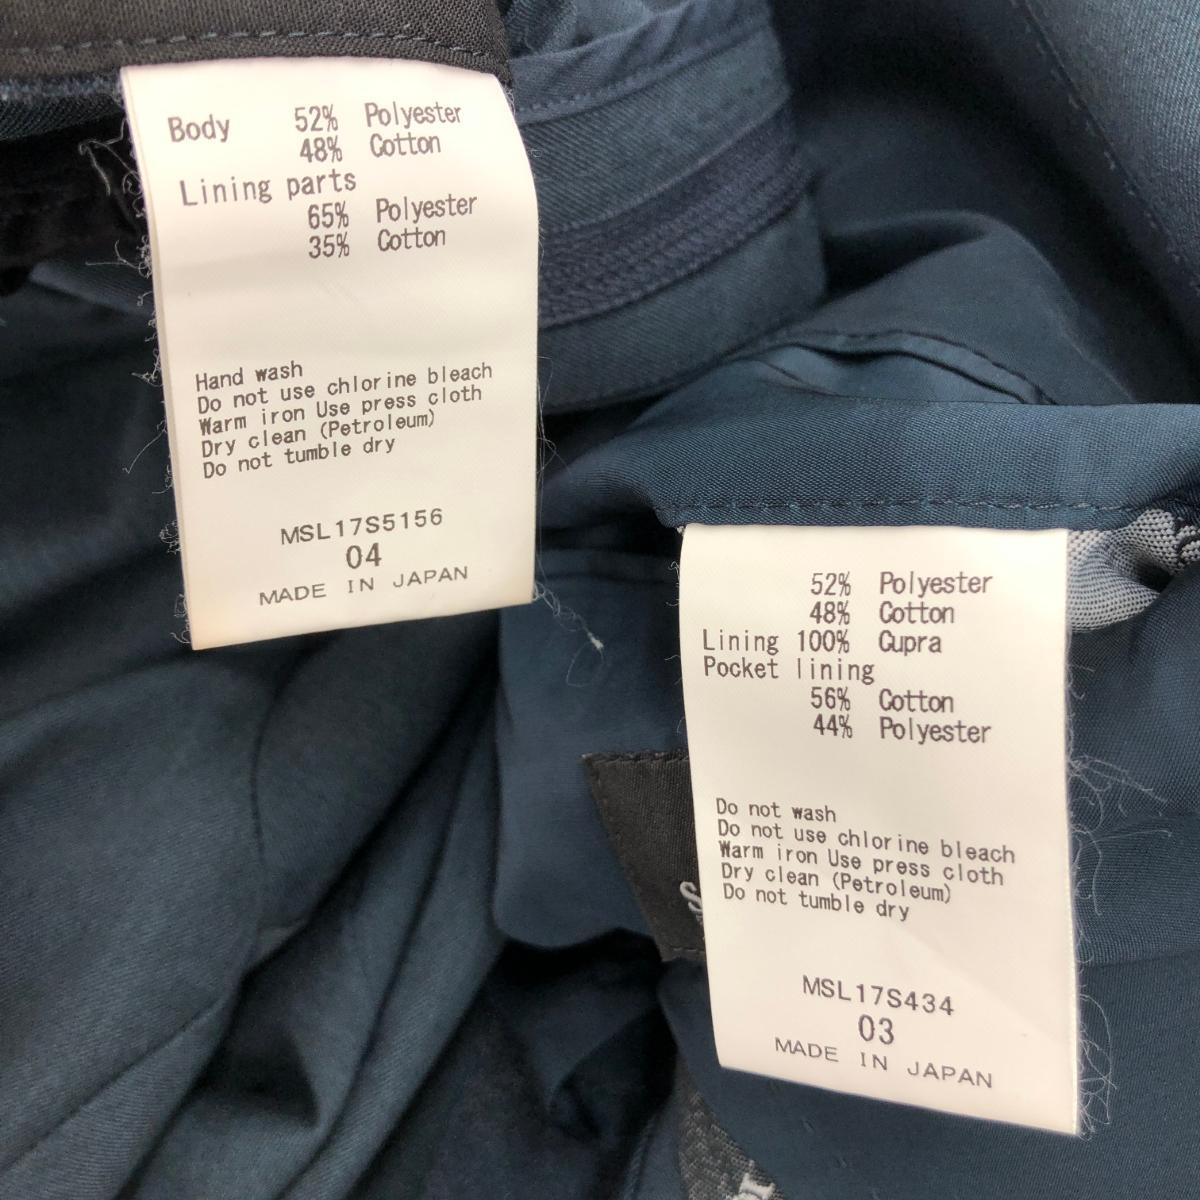 Body 52% Polyester
48% Cotton
Lining parts
65% Polyester
35% Cotton
Hand wash
Do not use chlorine bleach
Warm iron Use press cloth
Dry clean (Petroleum)
Do not tumble dry
MSL17S5156
04
MADE IN JAPAN
52% Polyester
48% Cotton
Lining 100% Cupra
Pocket lining
56% Cotton
44% Polyester
Do not wash
Do not use chlorine bleach
Warm iron Use press cloth
Dry clean (Petroleum)
Do not tumble dry
MSL17S434
03
MADE IN JAPAN